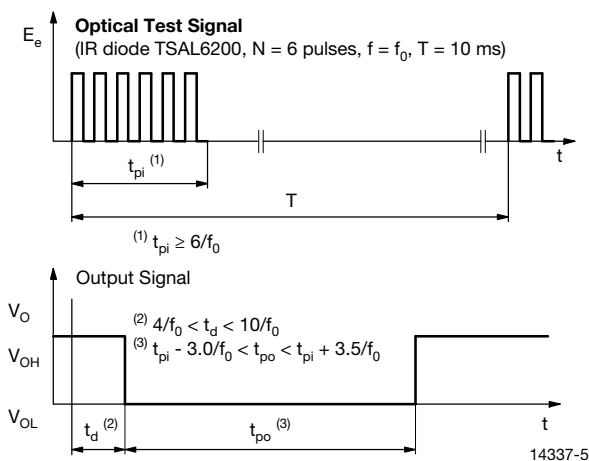 Optical Test Signal
E_e
(IR diode TSAL6200, N = 6 pulses, f = f_0, T = 10 ms)
t
t_pi (1)
T
(1) t_pi ≥ 6/f_0
Output Signal
V_O
(2) 4/f_0 < t_d < 10/f_0
V_OH
(3) t_pi - 3.0/f_0 < t_po < t_pi + 3.5/f_0
V_OL
t_d (2)
t_po (3)
t
14337-5